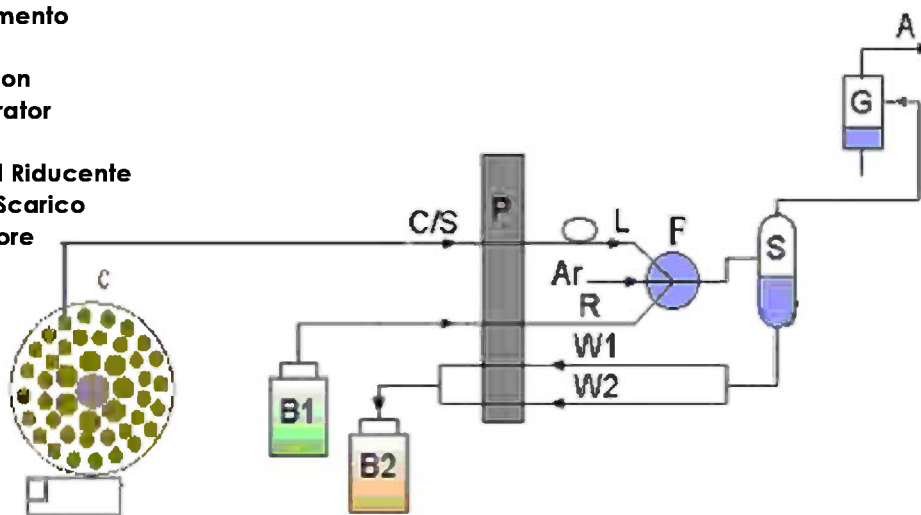 mento
on
rator
l Riducente
Scarico
ore
A
G
P
C/S
L
F
S
Ar
R
C
W1
W2
B1
B2